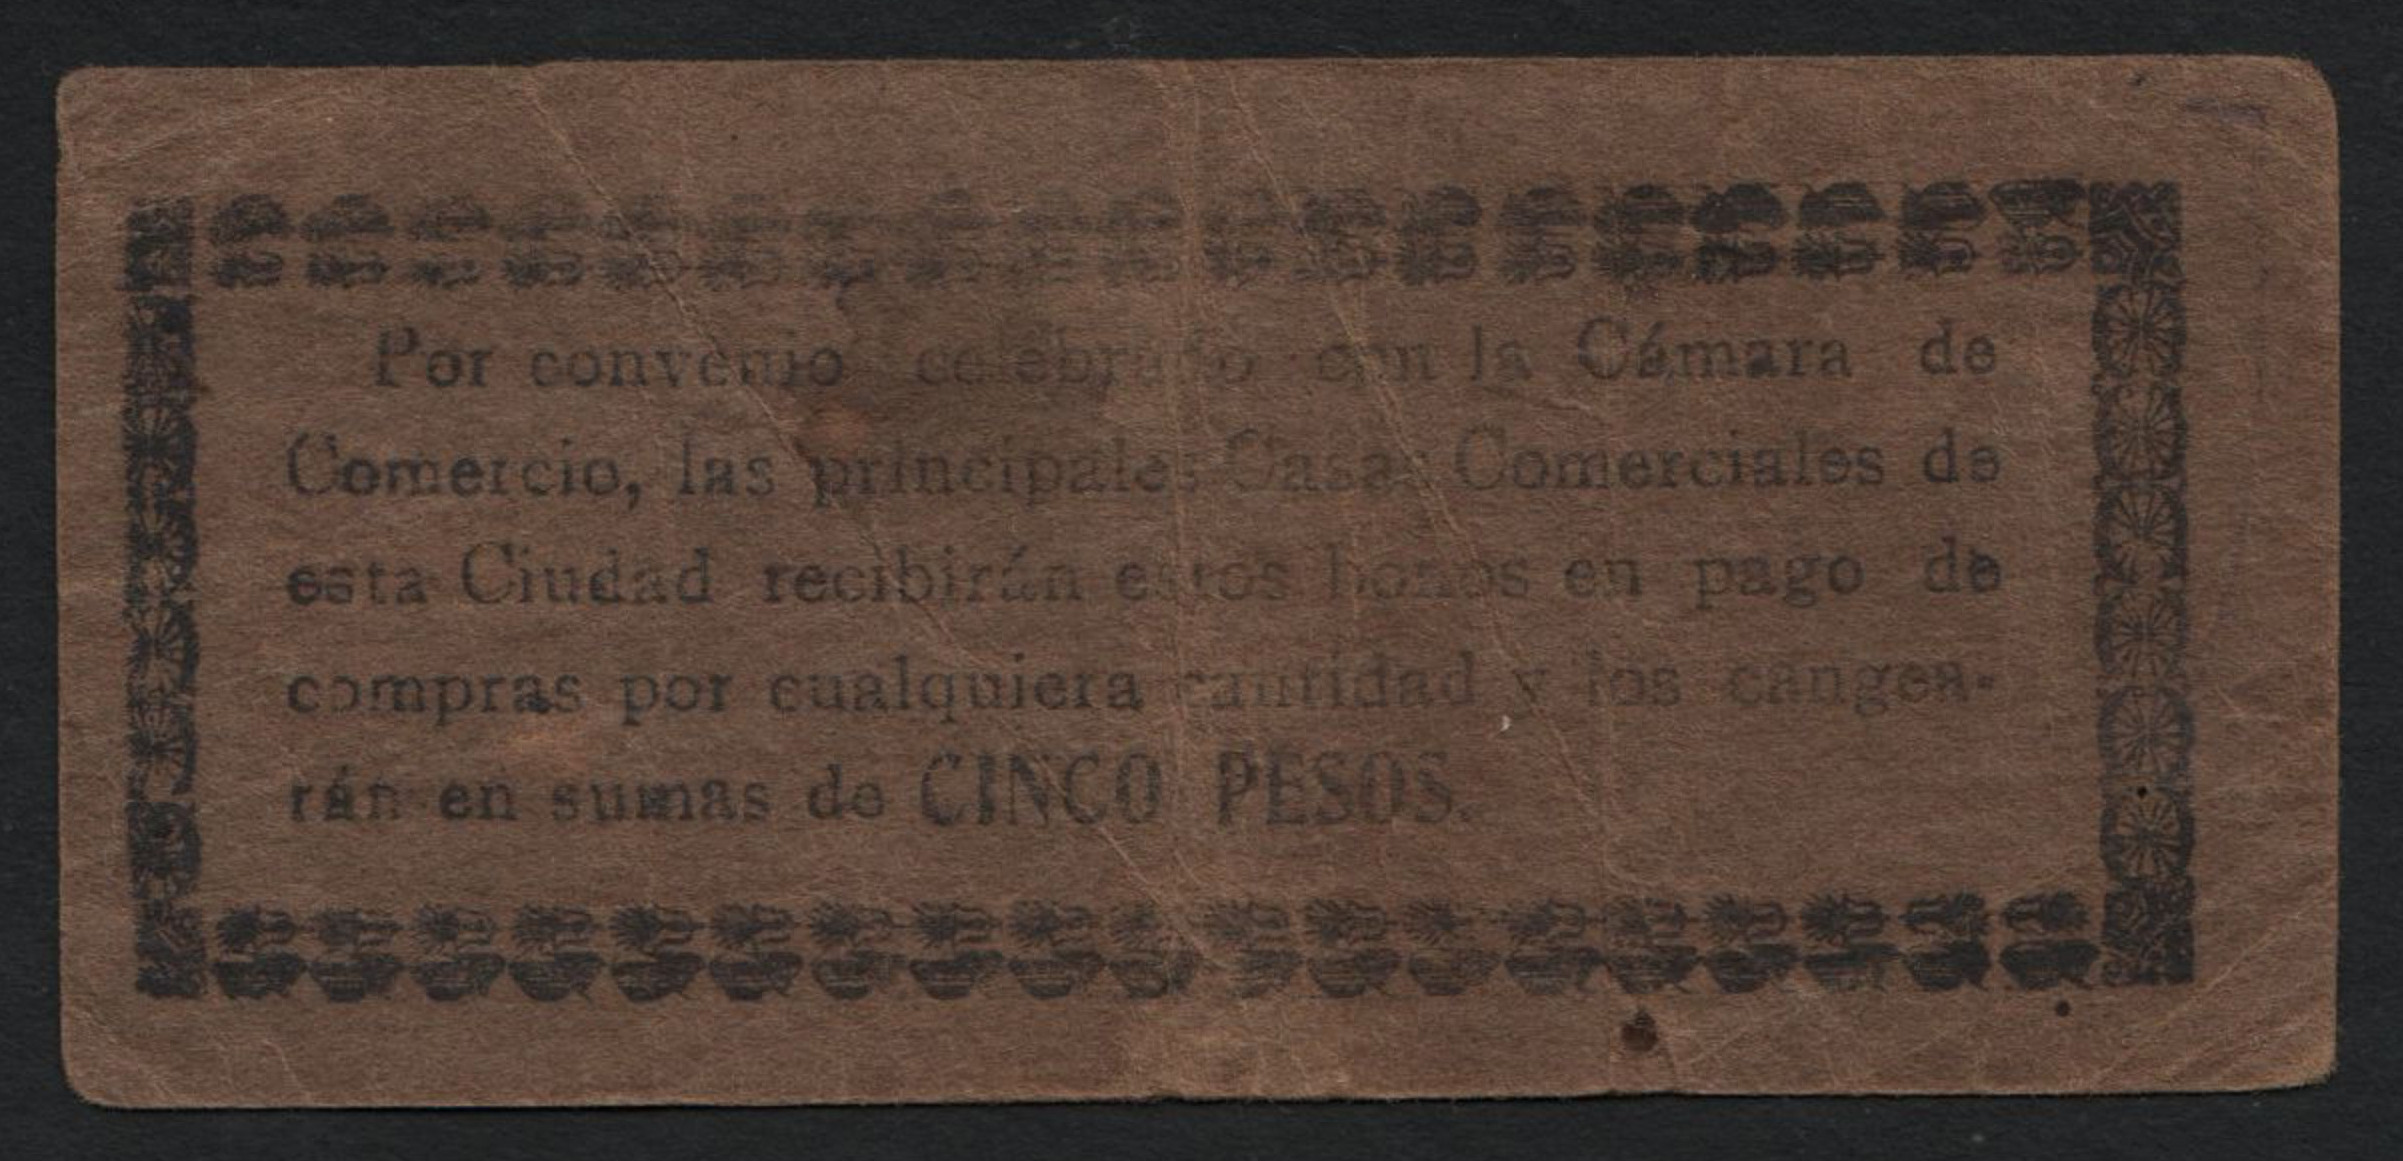 Por convenio celebrado con la Cámara de
Comercio, las principales Casas Comerciales de
esta Ciudad recibirán estos bonos en pago de
compras por cualquiera cantidad y los cangea-
rán en sumas de CINCO PESOS.